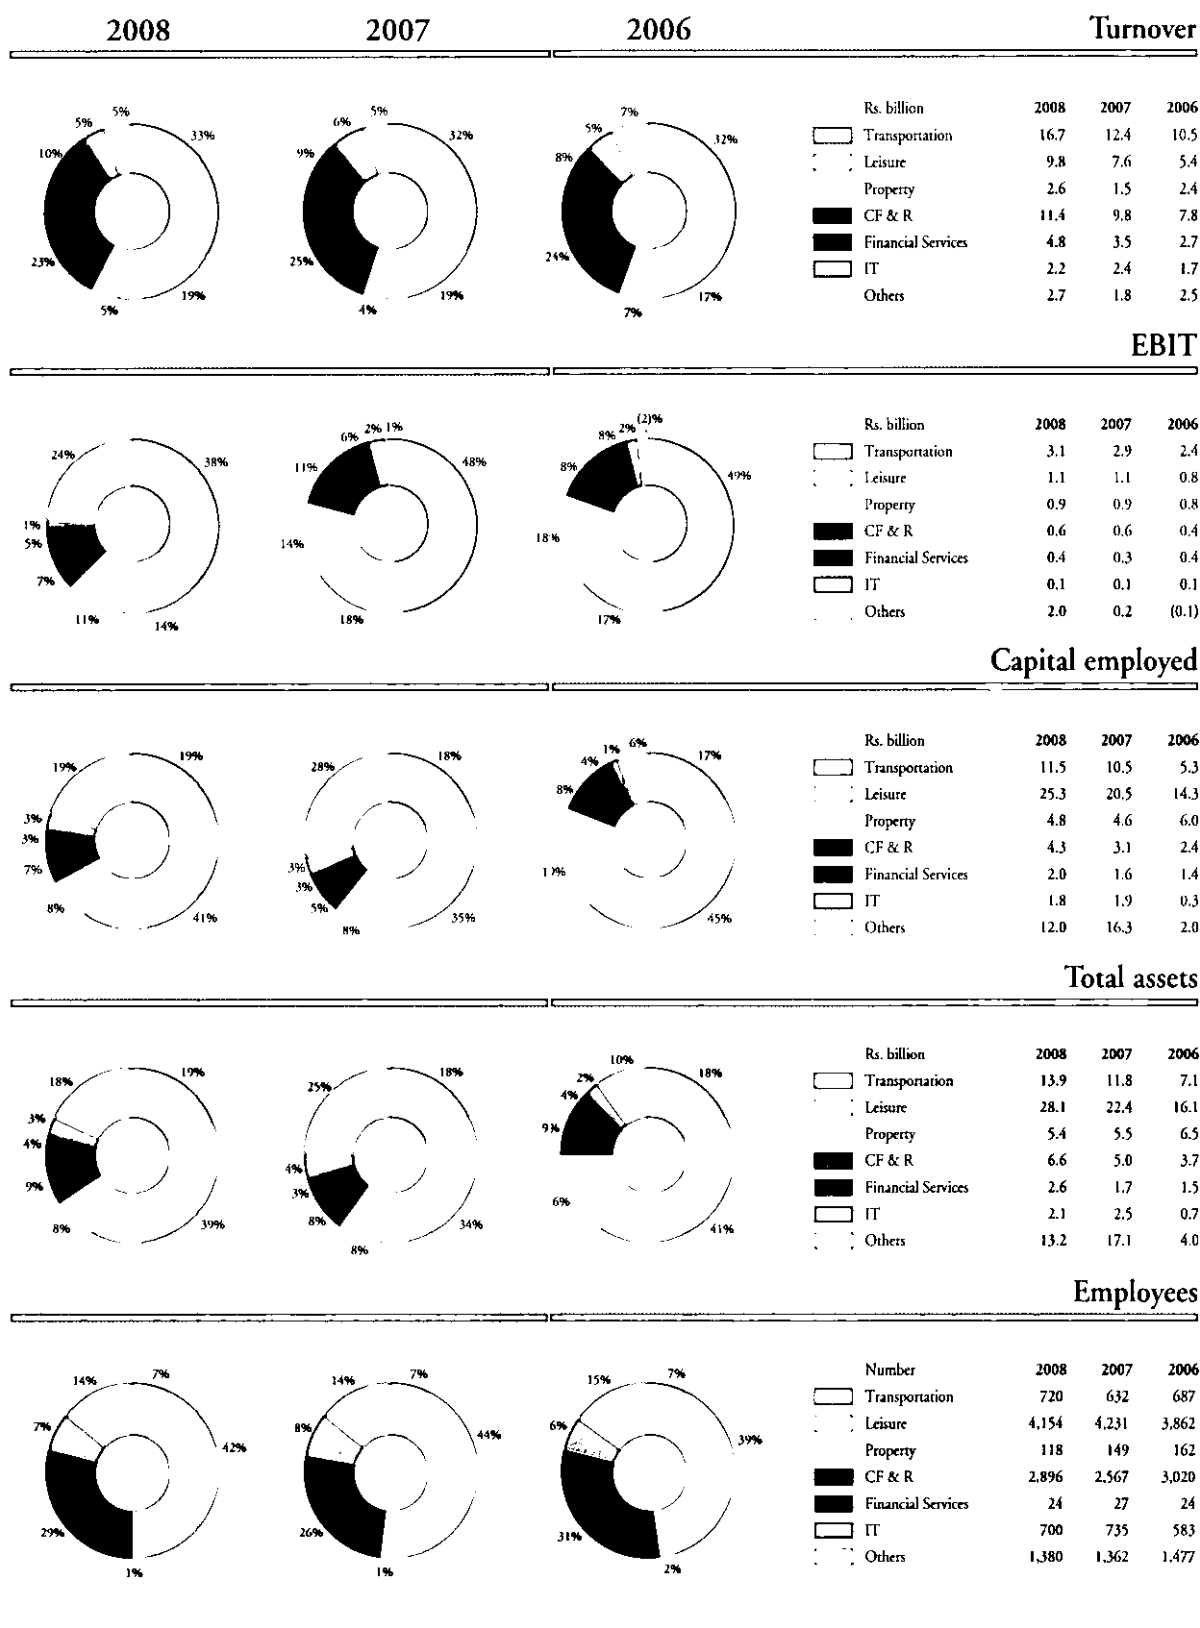 2008 2007 2006 Turnover
5% 5% 33% 10% 23% 5% 19%
6% 5% 32% 9% 25% 4% 19%
5% 7% 32% 8% 24% 7% 17%
Rs. billion 2008 2007 2006
Transportation 16.7 12.4 10.5
Leisure 9.8 7.6 5.4
Property 2.6 1.5 2.4
CF & R 11.4 9.8 7.8
Financial Services 4.8 3.5 2.7
IT 2.2 2.4 1.7
Others 2.7 1.8 2.5
EBIT
24% 38% 1% 5% 7% 11% 14%
6% 2% 1% 11% 48% 14% 18%
8% 2% (2)% 8% 49% 18% 17%
Rs. billion 2008 2007 2006
Transportation 3.1 2.9 2.4
Leisure 1.1 1.1 0.8
Property 0.9 0.9 0.8
CF & R 0.6 0.6 0.4
Financial Services 0.4 0.3 0.4
IT 0.1 0.1 0.1
Others 2.0 0.2 (0.1)
Capital employed
19% 19% 3% 3% 7% 8% 41%
28% 18% 3% 3% 5% 8% 35%
4% 1% 6% 17% 8% 45%
Rs. billion 2008 2007 2006
Transportation 11.5 10.5 5.3
Leisure 25.3 20.5 14.3
Property 4.8 4.6 6.0
CF & R 4.3 3.1 2.4
Financial Services 2.0 1.6 1.4
IT 1.8 1.9 0.3
Others 12.0 16.3 2.0
Total assets
18% 19% 3% 4% 9% 8% 39%
25% 18% 4% 3% 8% 8% 34%
10% 2% 4% 18% 9% 6% 41%
Rs. billion 2008 2007 2006
Transportation 13.9 11.8 7.1
Leisure 28.1 22.4 16.1
Property 5.4 5.5 6.5
CF & R 6.6 5.0 3.7
Financial Services 2.6 1.7 1.5
IT 2.1 2.5 0.7
Others 13.2 17.1 4.0
Employees
14% 7% 7% 42% 29% 1%
14% 7% 8% 44% 26% 1%
15% 7% 6% 39% 31% 2%
Number 2008 2007 2006
Transportation 720 632 687
Leisure 4,154 4,231 3,862
Property 118 149 162
CF & R 2,896 2,567 3,020
Financial Services 24 27 24
IT 700 735 583
Others 1,380 1,362 1,477